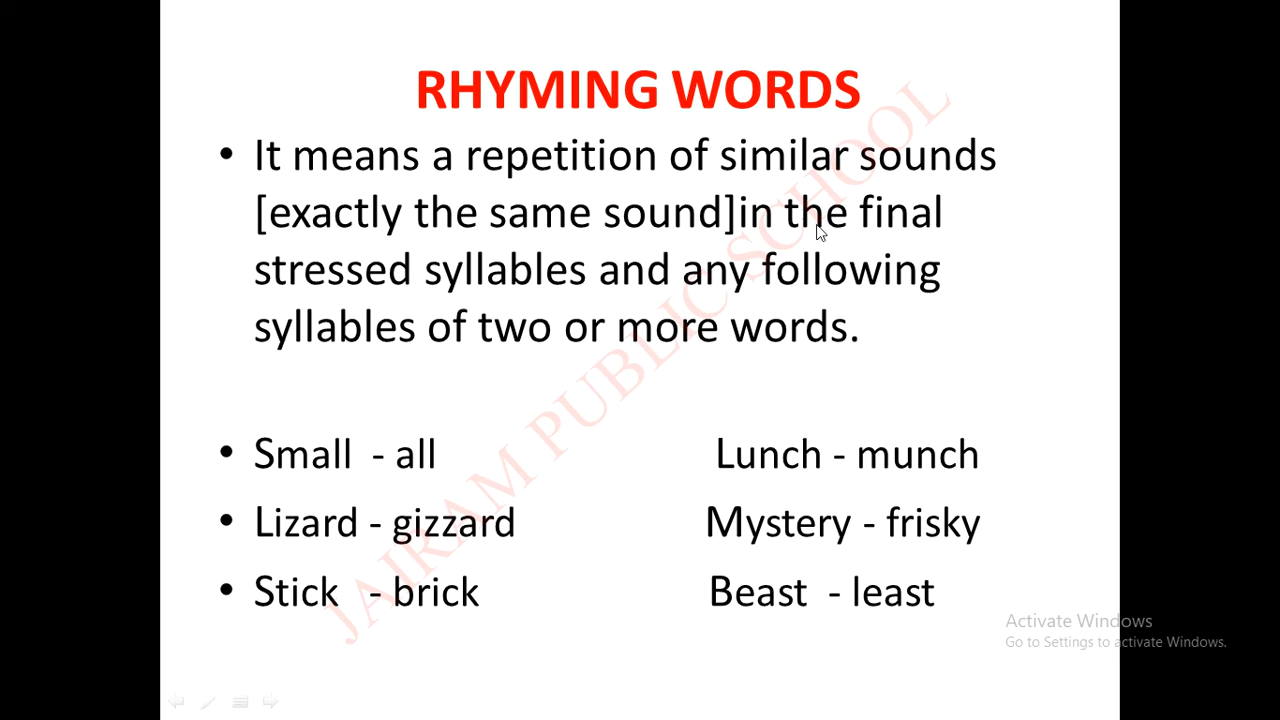 RHYMING WORDS
• It means a repetition of similar sounds
[exactly the same sound]in the final
stressed syllables and any following
syllables of two or more words.
• Small - all Lunch - munch
• Lizard - gizzard Mystery - frisky
• Stick - brick Beast - least
JAIRAM PUBLIC SCHOOL
Activate Windows
Go to Settings to activate Windows.